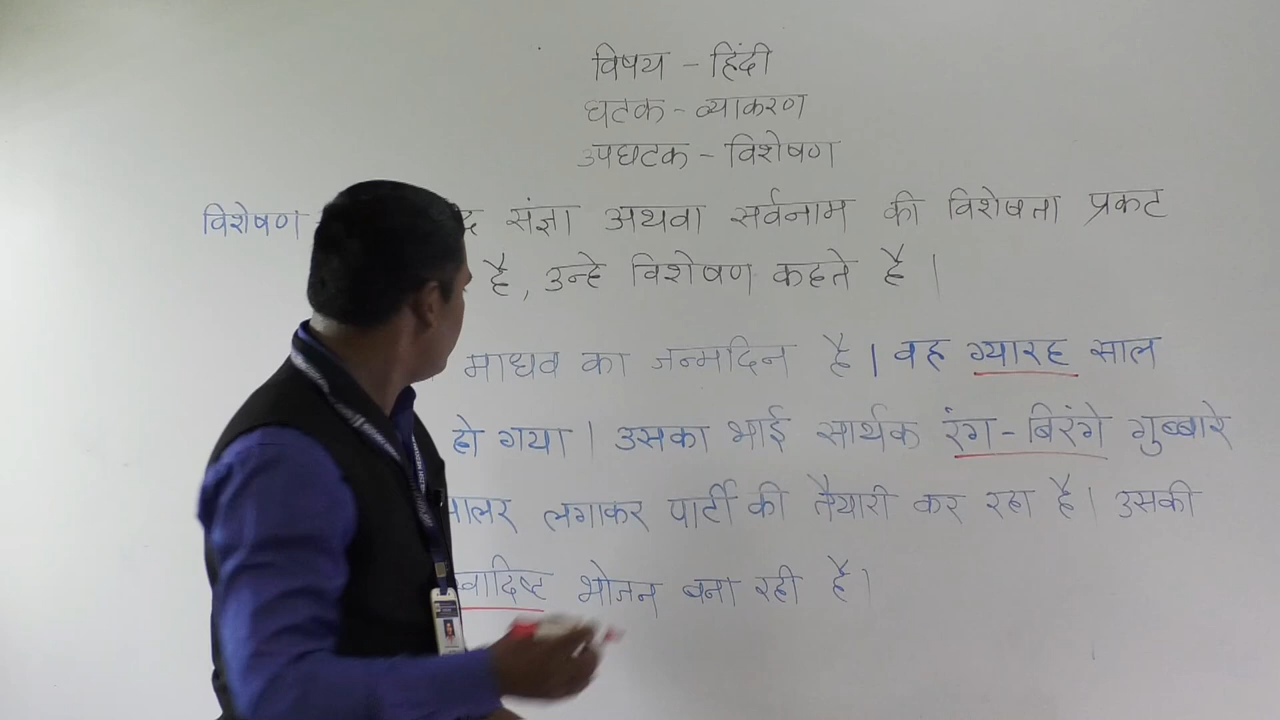 विषय - हिंदी
घटक - व्याकरण
उपघटक - विशेषण
विशेषण संज्ञा अथवा सर्वनाम की विशेषता प्रकट
है, उन्हे विशेषण कहते है ।
माधव का जन्मदिन है । वह ग्यारह साल
हो गया । उसका भाई सार्थक रंग-बिरंगे गुब्बारे
लगाकर पार्टी की तैयारी कर रहा है । उसकी
भोजन बना रही है ।